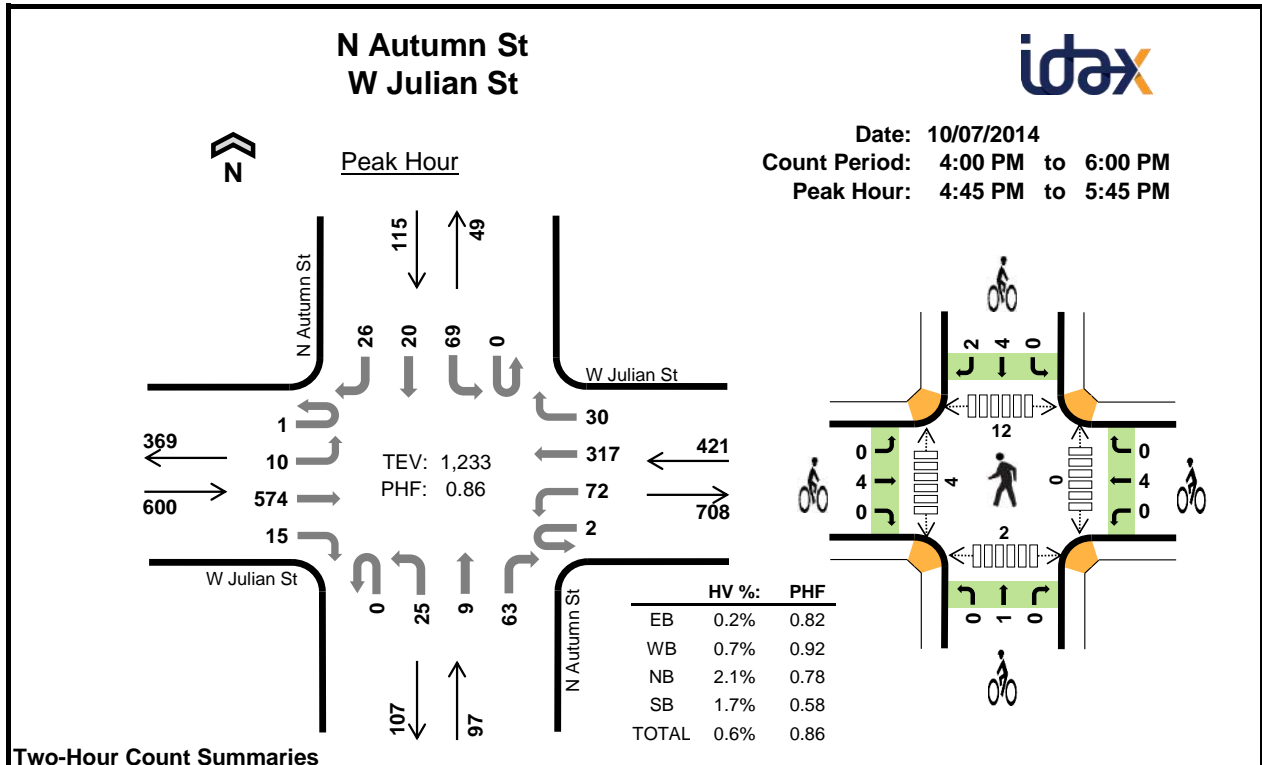 N Autumn St
W Julian St
idax
N
Peak Hour
Date: 10/07/2014
Count Period: 4:00 PM to 6:00 PM
Peak Hour: 4:45 PM to 5:45 PM
115
49
N Autumn St
26
20
69
0
W Julian St
1
10
574
15
369
600
TEV: 1,233
PHF: 0.86
30
317
72
2
421
708
W Julian St
0
25
9
63
N Autumn St
107
97
HV %: PHF
EB 0.2% 0.82
WB 0.7% 0.92
NB 2.1% 0.78
SB 1.7% 0.58
TOTAL 0.6% 0.86
2 4 0
12
0
4
0
4
0
0
4
0
2
0 1 0
Two-Hour Count Summaries